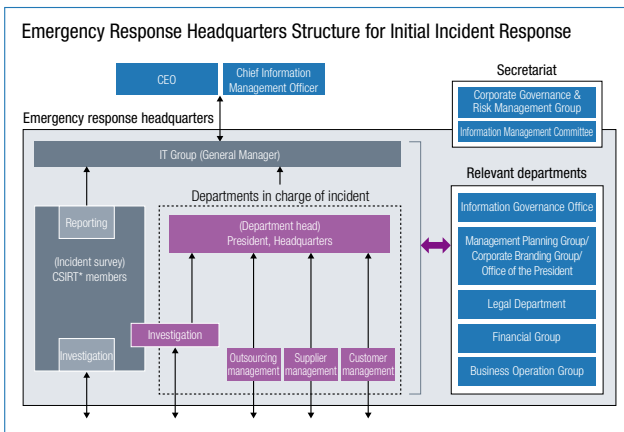 Emergency Response Headquarters Structure for Initial Incident Response
CEO
Chief Information
Management Officer
Secretariat
Corporate Governance &
Risk Management Group
Information Management Committee
Emergency response headquarters
IT Group (General Manager)
Relevant departments
Departments in charge of incident
Reporting
(Incident survey)
CSIRT* members
Investigation
(Department head)
President, Headquarters
Investigation
Outsourcing
management
Supplier
management
Customer
management
Information Governance Office
Management Planning Group/
Corporate Branding Group/
Office of the President
Legal Department
Financial Group
Business Operation Group